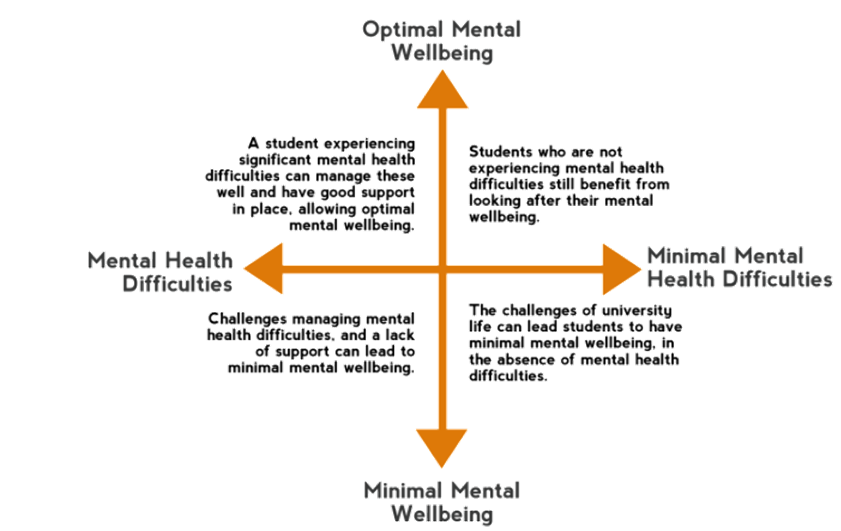 Optimal Mental
Wellbeing
A student experiencing
significant mental health
difficulties can manage these
well and have good support
in place, allowing optimal
mental wellbeing.
Students who are not
experiencing mental health
difficulties still benefit from
looking after their mental
wellbeing.
Mental Health
Difficulties
Minimal Mental
Health Difficulties
Challenges managing mental
health difficulties, and a lack
of support can lead to
minimal mental wellbeing.
The challenges of university
life can lead students to have
minimal mental wellbeing, in
the absence of mental health
difficulties.
Minimal Mental
Wellbeing